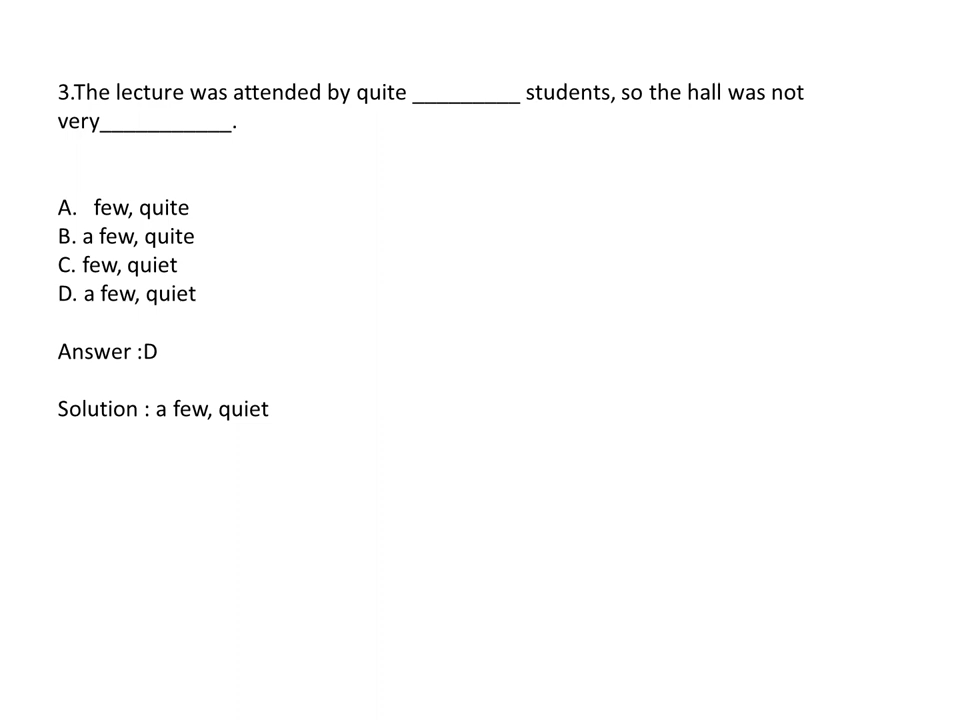 3.The lecture was attended by quite _________ students, so the hall was not
very___________.
A. few, quite
B. a few, quite
C. few, quiet
D. a few, quiet
Answer :D
Solution : a few, quiet